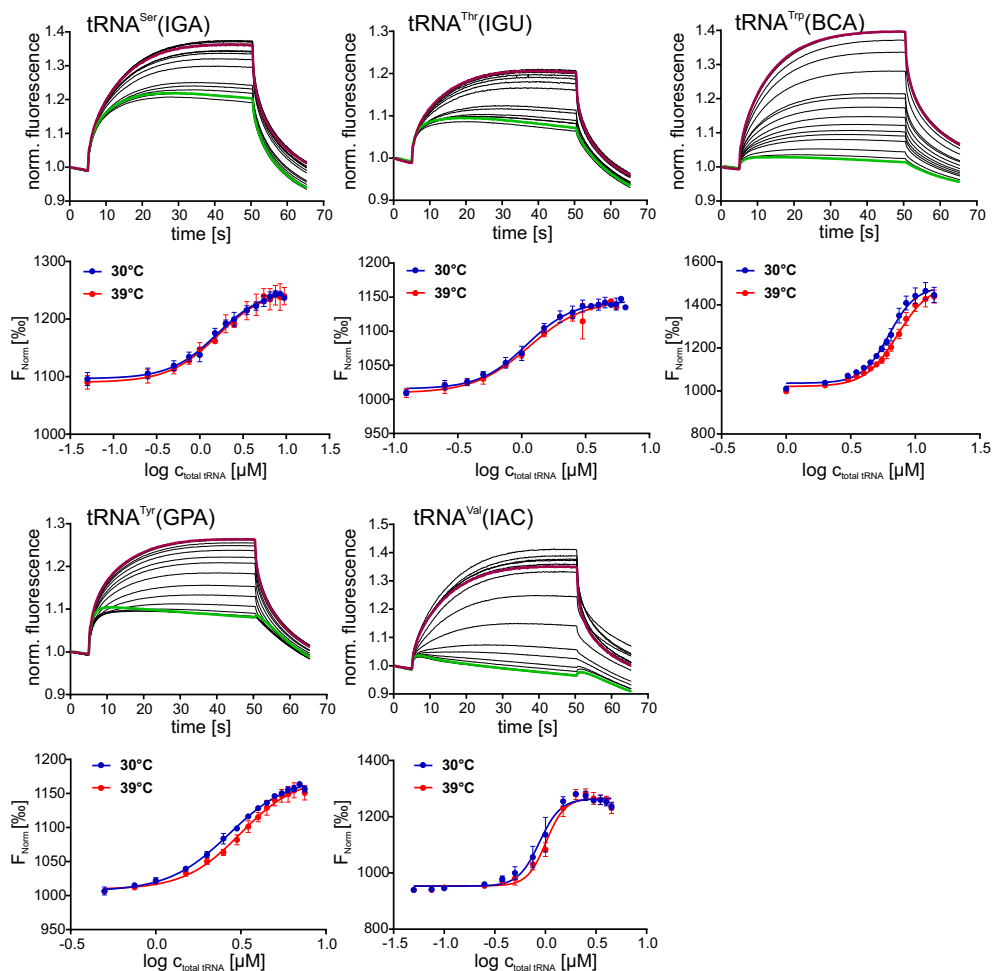 tRNA^Ser(IGA)
norm. fluorescence
1.4
1.3
1.2
1.1
1.0
0.9
0 10 20 30 40 50 60 70
time [s]
tRNA^Thr(IGU)
norm. fluorescence
1.4
1.2
1.0
0 10 20 30 40 50 60 70
time [s]
tRNA^Trp(BCA)
norm. fluorescence
1.4
1.3
1.2
1.1
1.0
0.9
0 10 20 30 40 50 60 70
time [s]
30°C
39°C
F_Norm [‰]
1300
1200
1100
1000
-1.5 -1.0 -0.5 0.0 0.5 1.0 1.5
log c_total tRNA [µM]
30°C
39°C
F_Norm [‰]
1200
1150
1100
1050
1000
950
-1.0 -0.5 0.0 0.5 1.0
log c_total tRNA [µM]
30°C
39°C
F_Norm [‰]
1600
1400
1200
1000
800
-0.5 0.0 0.5 1.0 1.5
log c_total tRNA [µM]
tRNA^Tyr(GPA)
norm. fluorescence
1.3
1.2
1.1
1.0
0.9
0 10 20 30 40 50 60 70
time [s]
tRNA^Val(IAC)
norm. fluorescence
1.5
1.4
1.3
1.2
1.1
1.0
0.9
0 10 20 30 40 50 60 70
time [s]
30°C
39°C
F_Norm [‰]
1200
1150
1100
1050
1000
950
-0.5 0.0 0.5 1.0
log c_total tRNA [µM]
30°C
39°C
F_Norm [‰]
1400
1200
1000
800
-1.5 -1.0 -0.5 0.0 0.5 1.0
log c_total tRNA [µM]